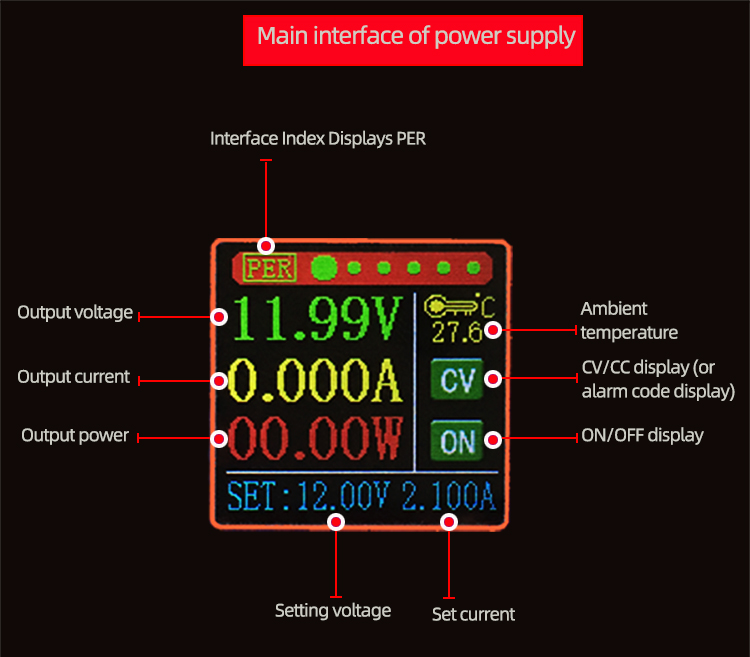 Main interface of power supply
Interface Index Displays PER
PER
Output voltage
11.99V
°C
27.6
Ambient
temperature
Output current
0.000A
CV
CV/CC display (or
alarm code display)
Output power
00.00W
ON
ON/OFF display
SET:12.00V 2.100A
Setting voltage
Set current